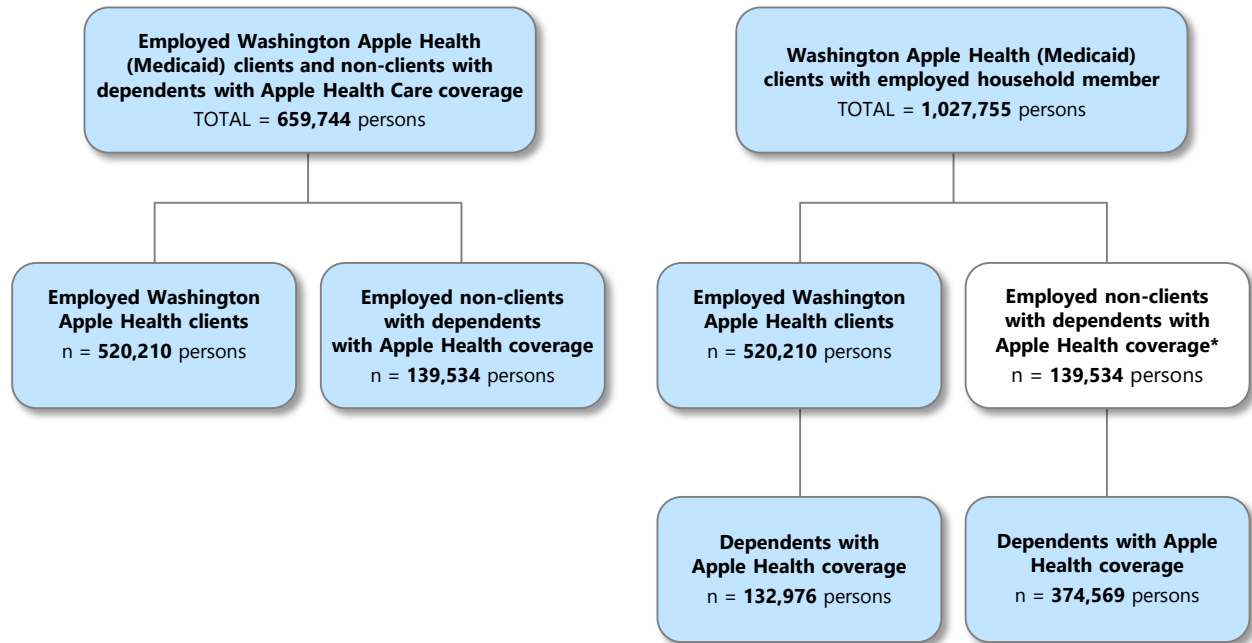 Employed Washington Apple Health
(Medicaid) clients and non-clients with
dependents with Apple Health Care coverage
TOTAL = 659,744 persons
Washington Apple Health (Medicaid)
clients with employed household member
TOTAL = 1,027,755 persons
Employed Washington
Apple Health clients
n = 520,210 persons
Employed non-clients
with dependents
with Apple Health coverage
n = 139,534 persons
Employed Washington
Apple Health clients
n = 520,210 persons
Employed non-clients
with dependents with
Apple Health coverage*
n = 139,534 persons
Dependents with
Apple Health coverage
n = 132,976 persons
Dependents with Apple
Health coverage
n = 374,569 persons